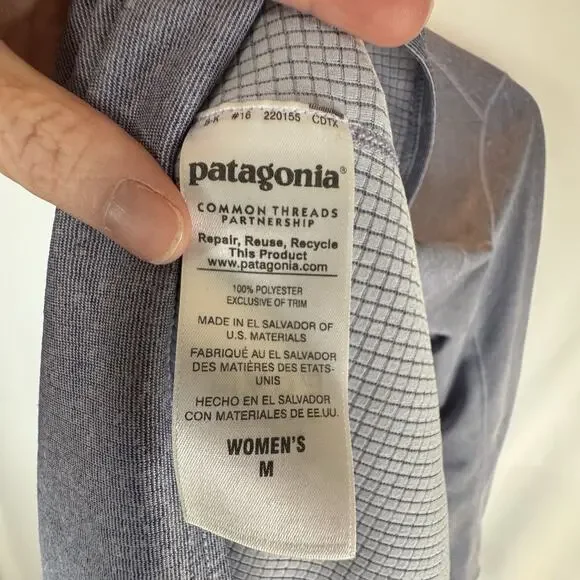 #16 220155 CDTX
patagonia®
COMMON THREADS
PARTNERSHIP
Repair, Reuse, Recycle
This Product
www.patagonia.com
100% POLYESTER
EXCLUSIVE OF TRIM
MADE IN EL SALVADOR OF
U.S. MATERIALS
FABRIQUÉ AU EL SALVADOR
DES MATIÈRES DES ETATS-
UNIS
HECHO EN EL SALVADOR
CON MATERIALES DE EE.UU.
WOMEN'S
M